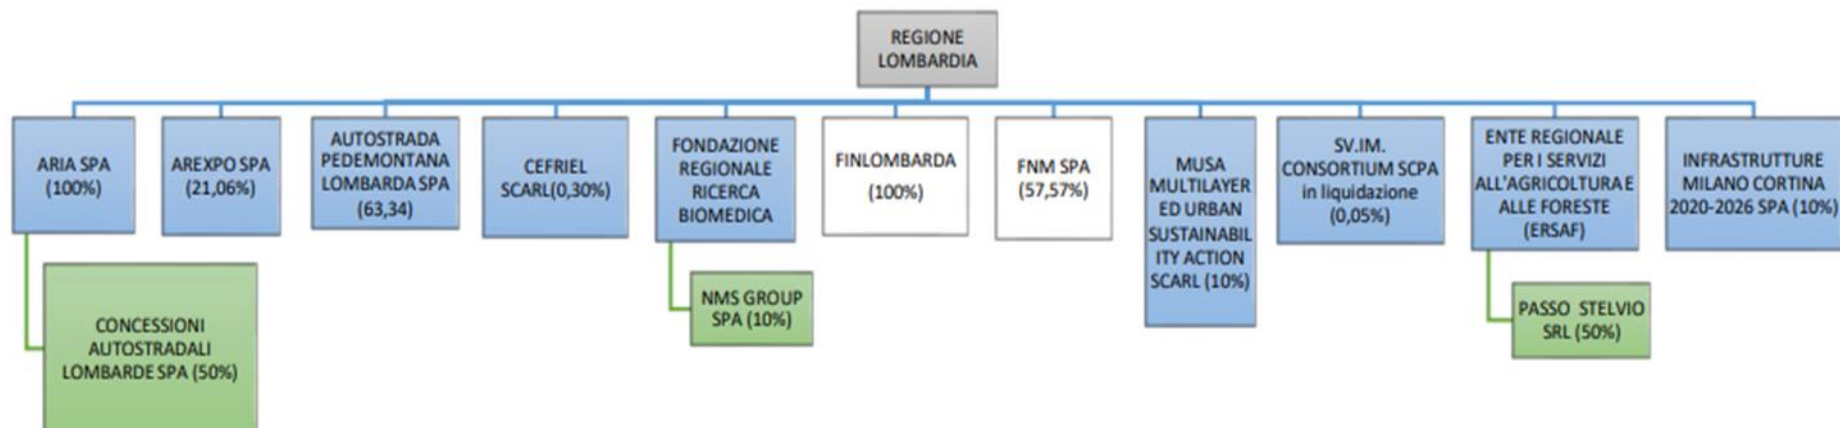 REGIONE
LOMBARDIA
ARIA SPA
(100%)
AREXPO SPA
(21,06%)
AUTOSTRADA
PEDEMONTANA
LOMBARDA SPA
(63,34)
CEFRIEL
SCARL(0,30%)
FONDAZIONE
REGIONALE
RICERCA
BIOMEDICA
FINLOMBARDA
(100%)
FNM SPA
(57,57%)
MUSA
MULTILAYER
ED URBAN
SUSTAINABIL
ITY ACTION
SCARL (10%)
SV.IM.
CONSORTIUM SCPA
in liquidazione
(0,05%)
ENTE REGIONALE
PER I SERVIZI
ALL'AGRICOLTURA E
ALLE FORESTE
(ERSAF)
INFRASTRUTTURE
MILANO CORTINA
2020-2026 SPA (10%)
CONCESSIONI
AUTOSTRADALI
LOMBARDE SPA (50%)
NMS GROUP
SPA (10%)
PASSO STELVIO
SRL (50%)